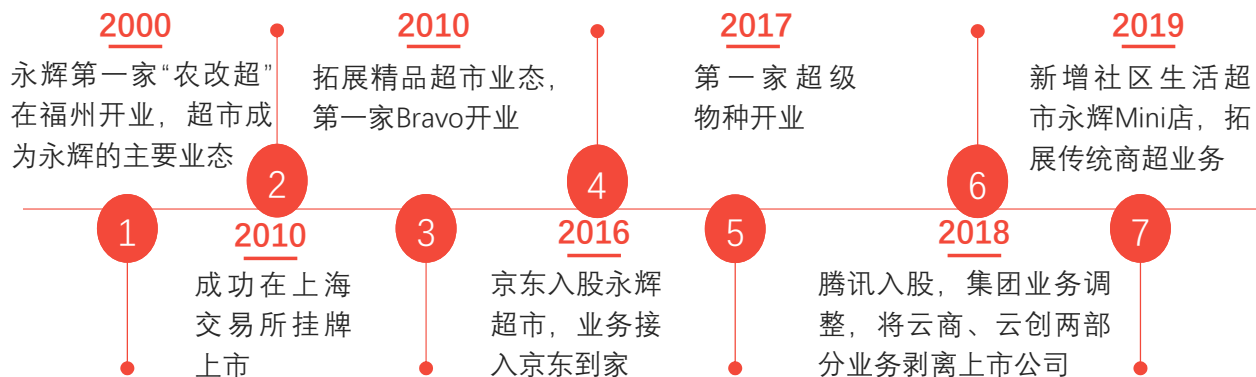 2000
永辉第一家“农改超”
在福州开业，超市成
为永辉的主要业态
1
2
2010
成功在上海
交易所挂牌
上市
2010
拓展精品超市业态，
第一家Bravo开业
3
4
2016
京东入股永辉
超市，业务接
入京东到家
2017
第一家超级
物种开业
5
6
2018
腾讯入股，集团业务调
整，将云商、云创两部
分业务剥离上市公司
2019
新增社区生活超
市永辉Mini店，拓
展传统商超业务
7